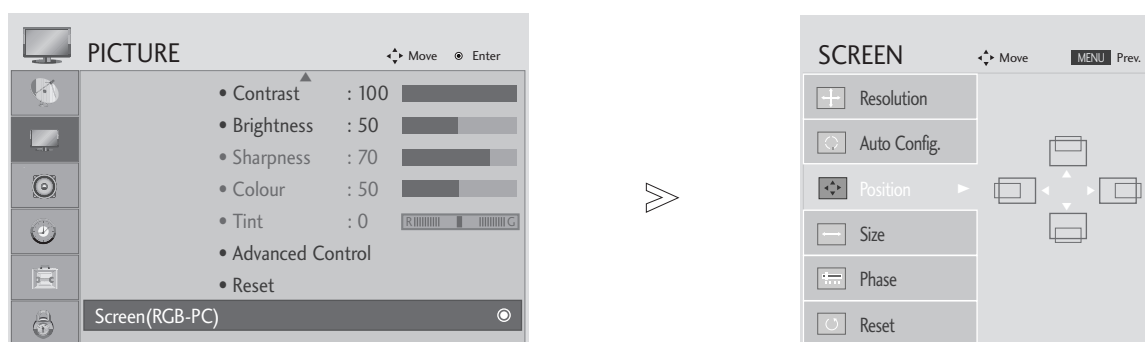 PICTURE
Move Enter
• Contrast : 100
• Brightness : 50
• Sharpness : 70
• Colour : 50
• Tint : 0 R G
• Advanced Control
• Reset
Screen(RGB-PC)
SCREEN
Move MENU Prev.
Resolution
Auto Config.
Position
Size
Phase
Reset